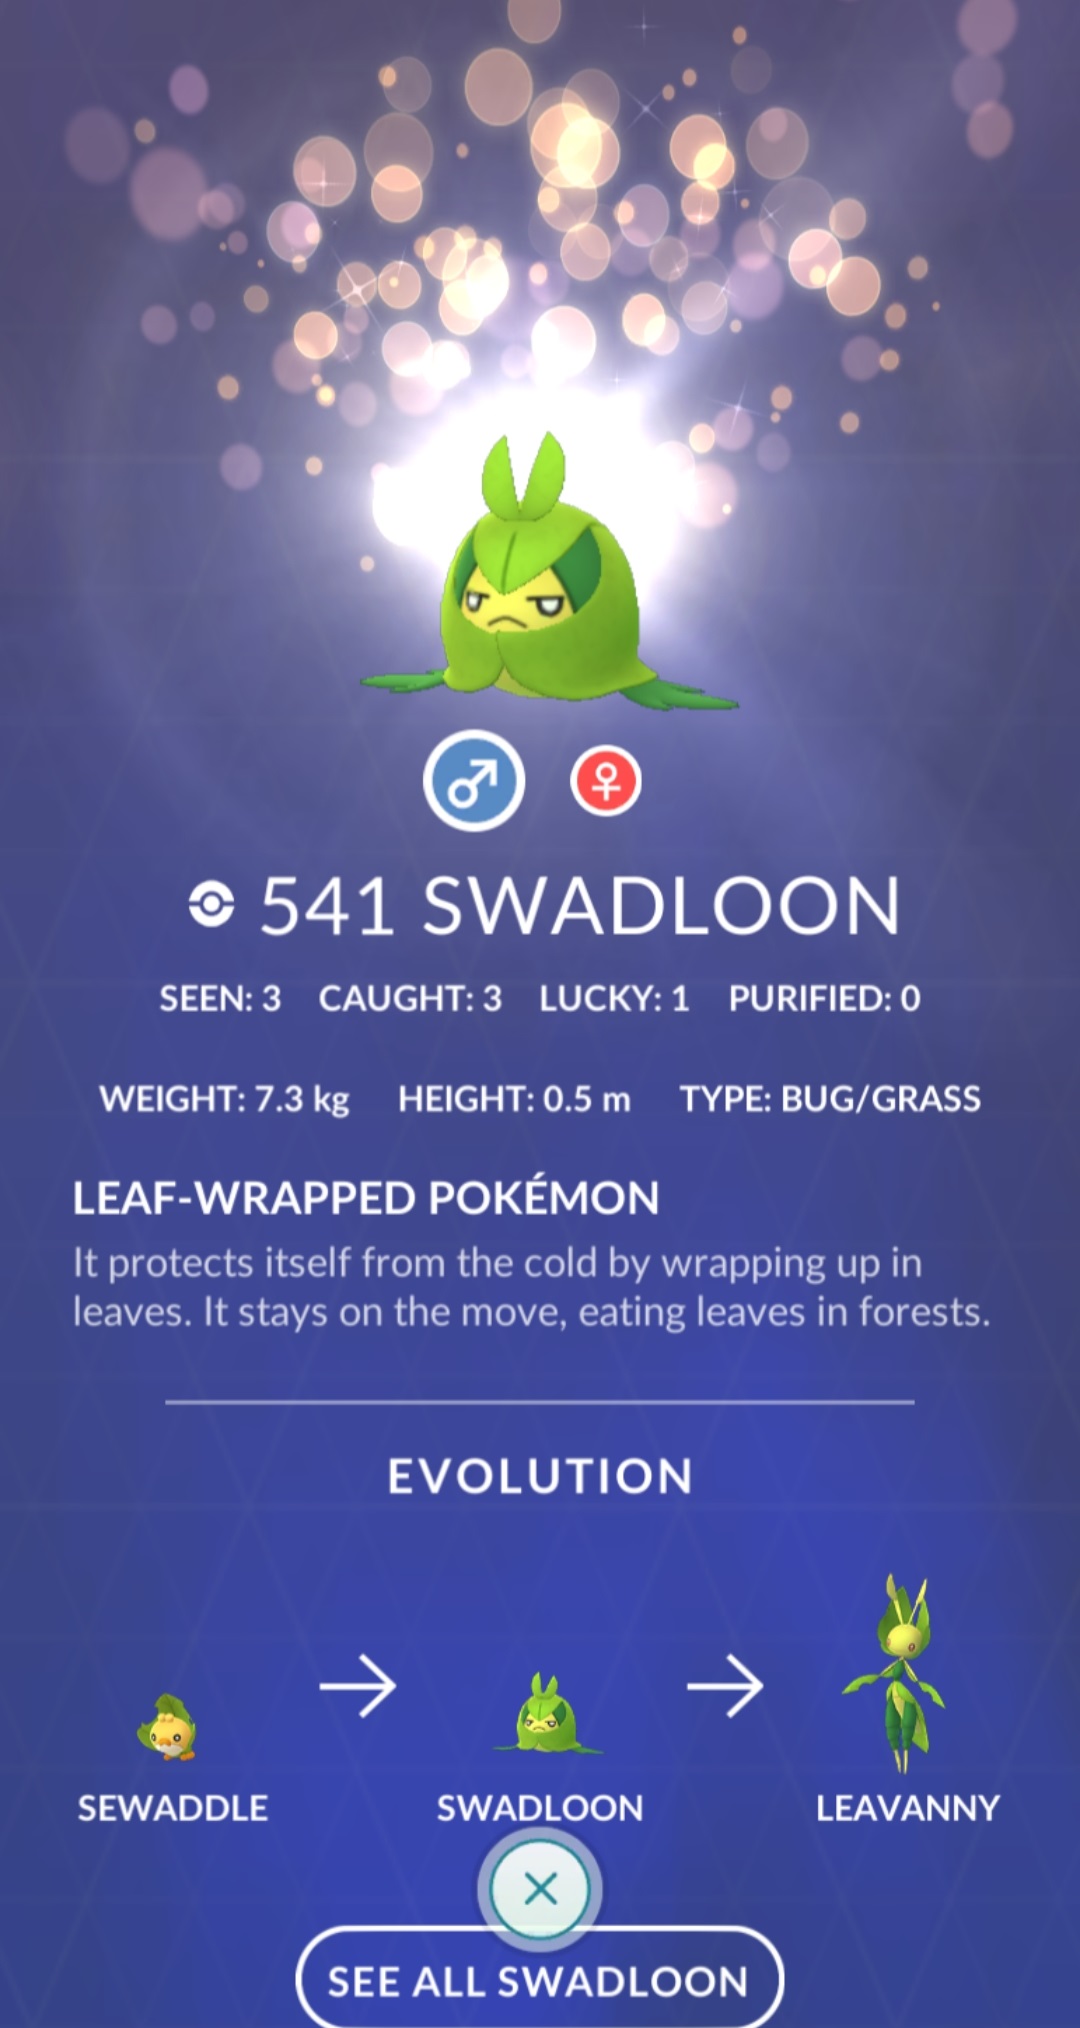 541 SWADLOON
SEEN: 3 CAUGHT: 3 LUCKY: 1 PURIFIED: 0
WEIGHT: 7.3 kg HEIGHT: 0.5 m TYPE: BUG/GRASS
LEAF-WRAPPED POKÉMON
It protects itself from the cold by wrapping up in
leaves. It stays on the move, eating leaves in forests.
EVOLUTION
SEWADDLE SWADLOON LEAVANNY
SEE ALL SWADLOON